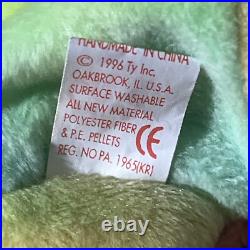 HANDMADE IN CHINA
© 1996 Ty Inc.
OAKBROOK, IL. U.S.A.
SURFACE WASHABLE
ALL NEW MATERIAL
POLYESTER FIBER
& P.E. PELLETS CE
REG. NO PA. 1965(KR)